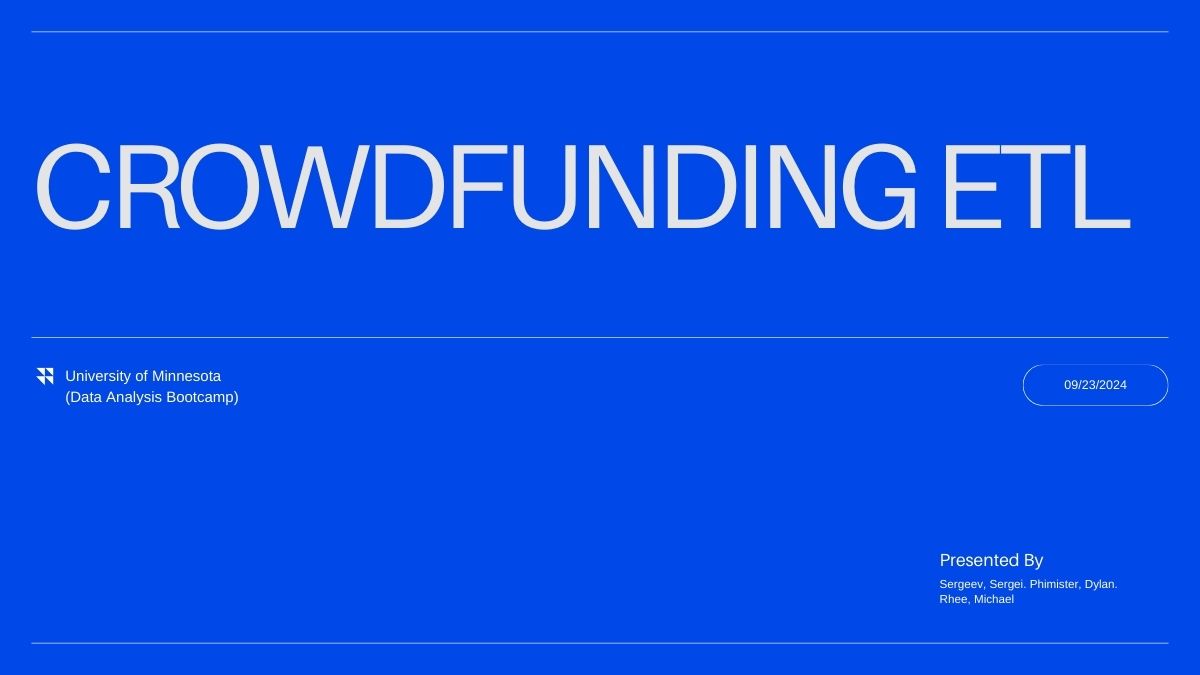 CROWDFUNDING ETL
University of Minnesota
(Data Analysis Bootcamp)
09/23/2024
Presented By
Sergeev, Sergei. Phimister, Dylan.
Rhee, Michael